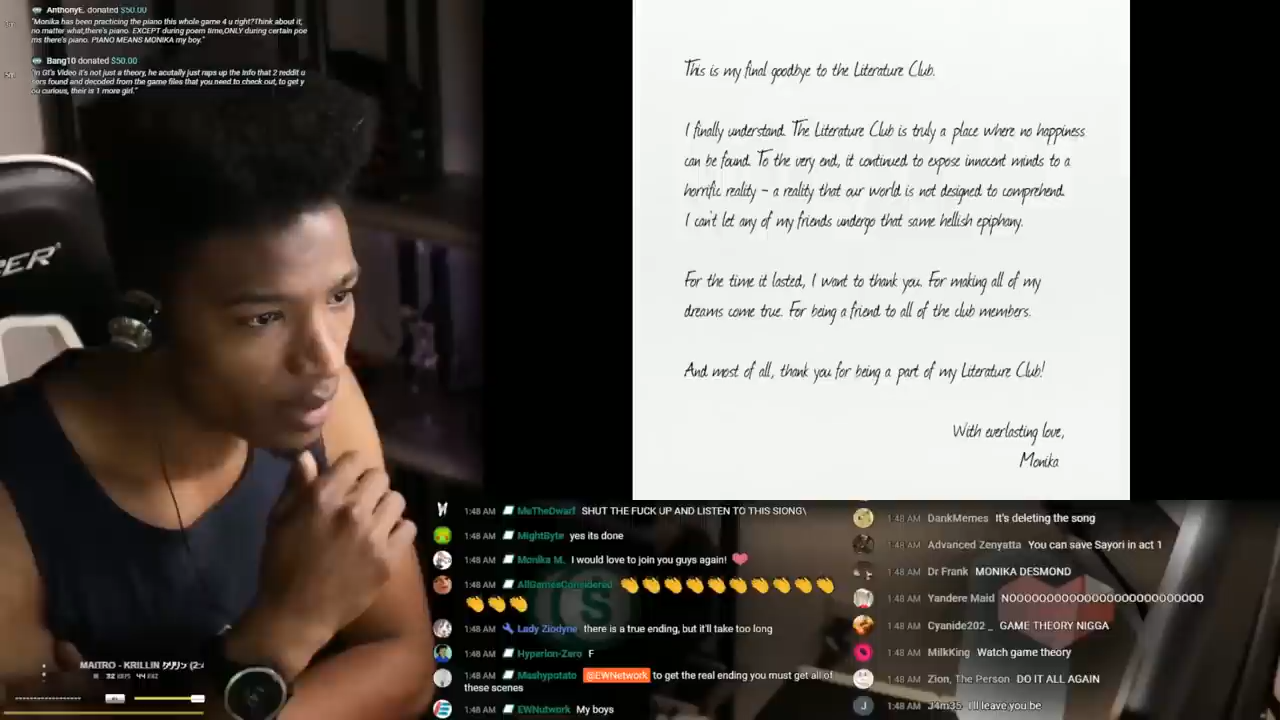 AnthonyE. donated $50.00
"Monika has been practicing the piano this whole game 4 u right?Think about it,
no matter what,there's piano. EXCEPT during poem time,ONLY during certain poe
ms there's piano. PIANO MEANS MONIKA my boy."
Bang10 donated $50.00
"In Gt's Video it's not just a theory, he acutally just raps up the Info that 2 reddit u
sers found and decoded from the game files that you need to check out, to get y
ou curious, their is 1 more girl."
This is my final goodbye to the Literature Club.
I finally understand. The Literature Club is truly a place where no happiness
can be found. To the very end, it continued to expose innocent minds to a
horrific reality - a reality that our world is not designed to comprehend.
I can't let any of my friends undergo that same hellish epiphany.
For the time it lasted, I want to thank you. For making all of my
dreams come true. For being a friend to all of the club members.
And most of all, thank you for being a part of my Literature Club!
With everlasting love,
Monika
1:48 AM MeTheDwarf SHUT THE FUCK UP AND LISTEN TO THIS SIONG\
1:48 AM MightByte yes its done
1:48 AM Monika M. I would love to join you guys again! ❤
1:48 AM AllGamesConsidered 👏👏👏👏👏👏👏👏👏👏
👏👏👏
1:48 AM Lady Ziodyne there is a true ending, but it'll take too long
1:48 AM Hyperion-Zero F
1:48 AM Mashypotato @EWNetwork to get the real ending you must get all of
these scenes
1:48 AM EWNutwork My boys
1:48 AM DankMemes It's deleting the song
1:48 AM Advanced Zenyatta You can save Sayori in act 1
1:48 AM Dr Frank MONIKA DESMOND
1:48 AM Yandere Maid NOOOOOOOOOOOOOOOOOOOOOOOO
1:48 AM Cyanide202 _ GAME THEORY NIGGA
1:48 AM MilkKing Watch game theory
1:48 AM Zion, The Person DO IT ALL AGAIN
J 1:48 AM J4m35 I'll leave you be
MAITRO - KRILLIN クリリン (2:4
32 KBPS 44 KHZ